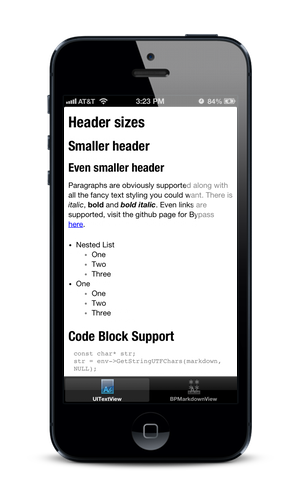 AT&T 3:23 PM 84%
Header sizes
Smaller header
Even smaller header
Paragraphs are obviously supported along with
all the fancy text styling you could want. There is
italic, bold and bold italic. Even links are
supported, visit the github page for Bypass
here.
• Nested List
• One
• Two
• Three
• One
• One
• Two
• Three
Code Block Support
const char* str;
str = env->GetStringUTFChars(markdown,
NULL);
UITextView BPMarkdownView